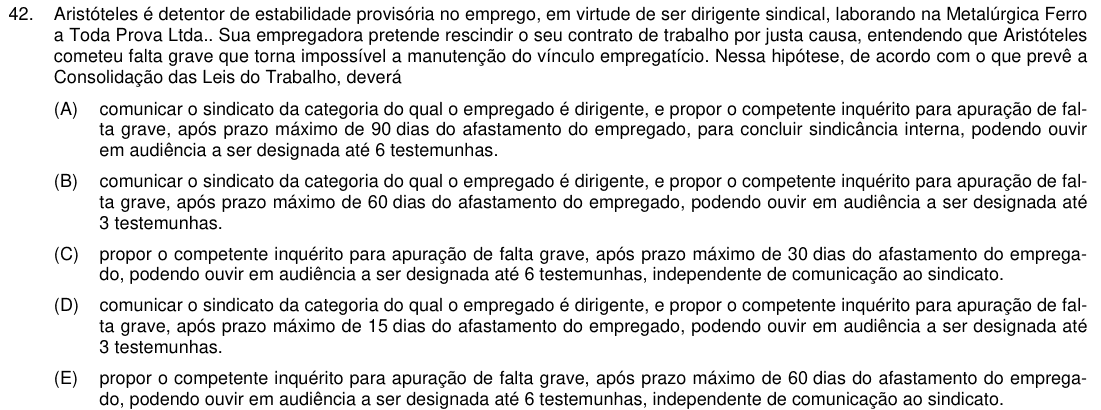 42. Aristóteles é detentor de estabilidade provisória no emprego, em virtude de ser dirigente sindical, laborando na Metalúrgica Ferro
a Toda Prova Ltda.. Sua empregadora pretende rescindir o seu contrato de trabalho por justa causa, entendendo que Aristóteles
cometeu falta grave que torna impossível a manutenção do vínculo empregatício. Nessa hipótese, de acordo com o que prevê a
Consolidação das Leis do Trabalho, deverá
(A) comunicar o sindicato da categoria do qual o empregado é dirigente, e propor o competente inquérito para apuração de fal-
ta grave, após prazo máximo de 90 dias do afastamento do empregado, para concluir sindicância interna, podendo ouvir
em audiência a ser designada até 6 testemunhas.
(B) comunicar o sindicato da categoria do qual o empregado é dirigente, e propor o competente inquérito para apuração de fal-
ta grave, após prazo máximo de 60 dias do afastamento do empregado, podendo ouvir em audiência a ser designada até
3 testemunhas.
(C) propor o competente inquérito para apuração de falta grave, após prazo máximo de 30 dias do afastamento do emprega-
do, podendo ouvir em audiência a ser designada até 6 testemunhas, independente de comunicação ao sindicato.
(D) comunicar o sindicato da categoria do qual o empregado é dirigente, e propor o competente inquérito para apuração de fal-
ta grave, após prazo máximo de 15 dias do afastamento do empregado, podendo ouvir em audiência a ser designada até
3 testemunhas.
(E) propor o competente inquérito para apuração de falta grave, após prazo máximo de 60 dias do afastamento do emprega-
do, podendo ouvir em audiência a ser designada até 6 testemunhas, independente de comunicação ao sindicato.